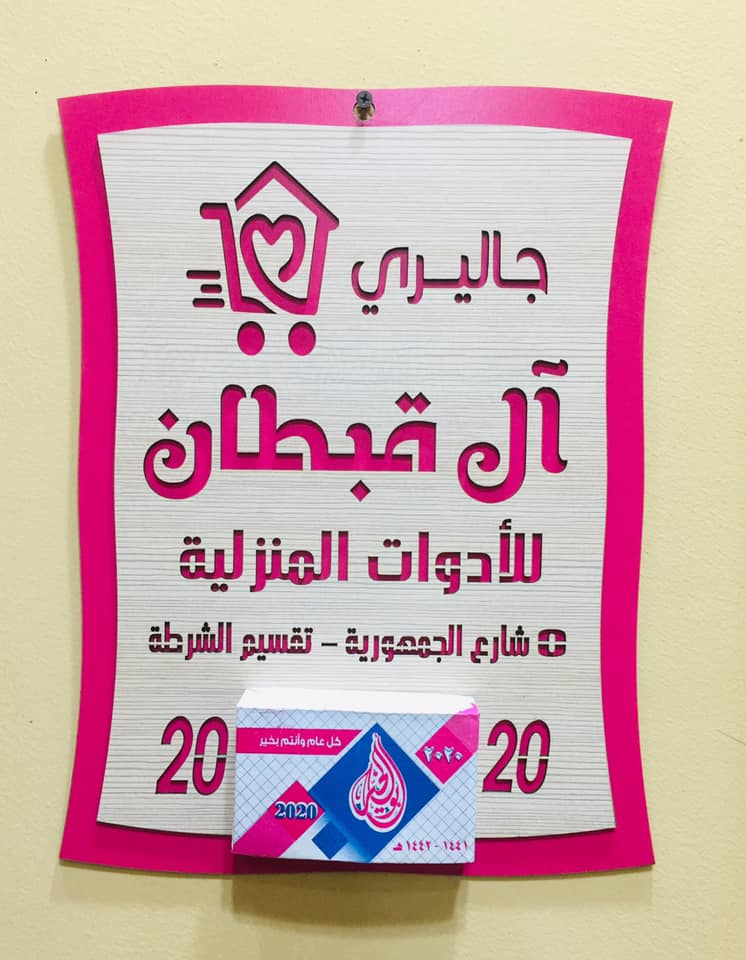 جاليري
آل قبطان
للأدوات المنزلية
شارع الجمهورية - تقسيم الشرطة
20 20
كل عام وأنتم بخير
٢٠٢٠
2020
١٤٤١ - ١٤٤٢ هـ